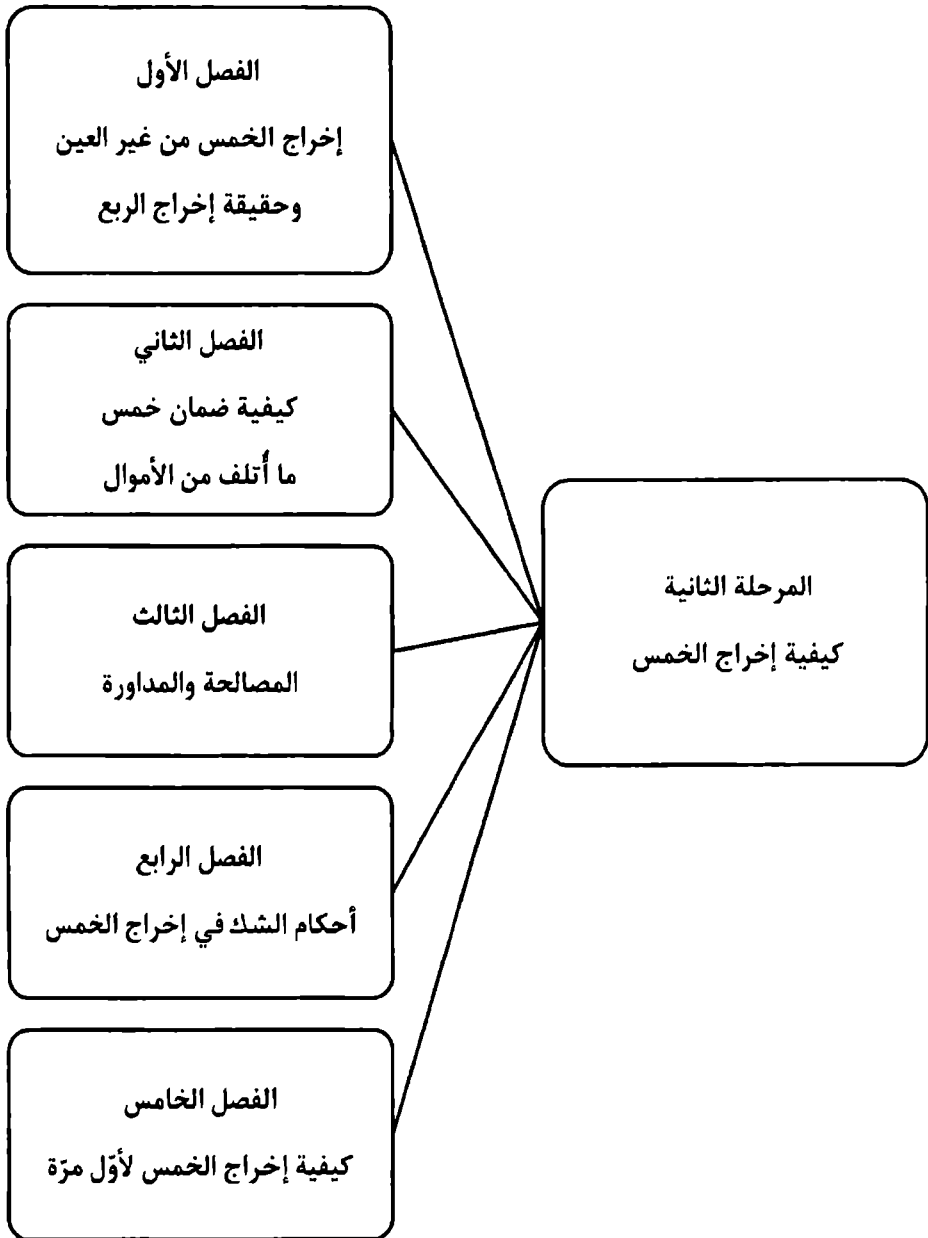 المرحلة الثانية
كيفية إخراج الخمس
الفصل الأول
إخراج الخمس من غير العين
وحقيقة إخراج الربع
الفصل الثاني
كيفية ضمان خمس
ما أُتلف من الأموال
الفصل الثالث
المصالحة والمداورة
الفصل الرابع
أحكام الشك في إخراج الخمس
الفصل الخامس
كيفية إخراج الخمس لأوّل مرّة